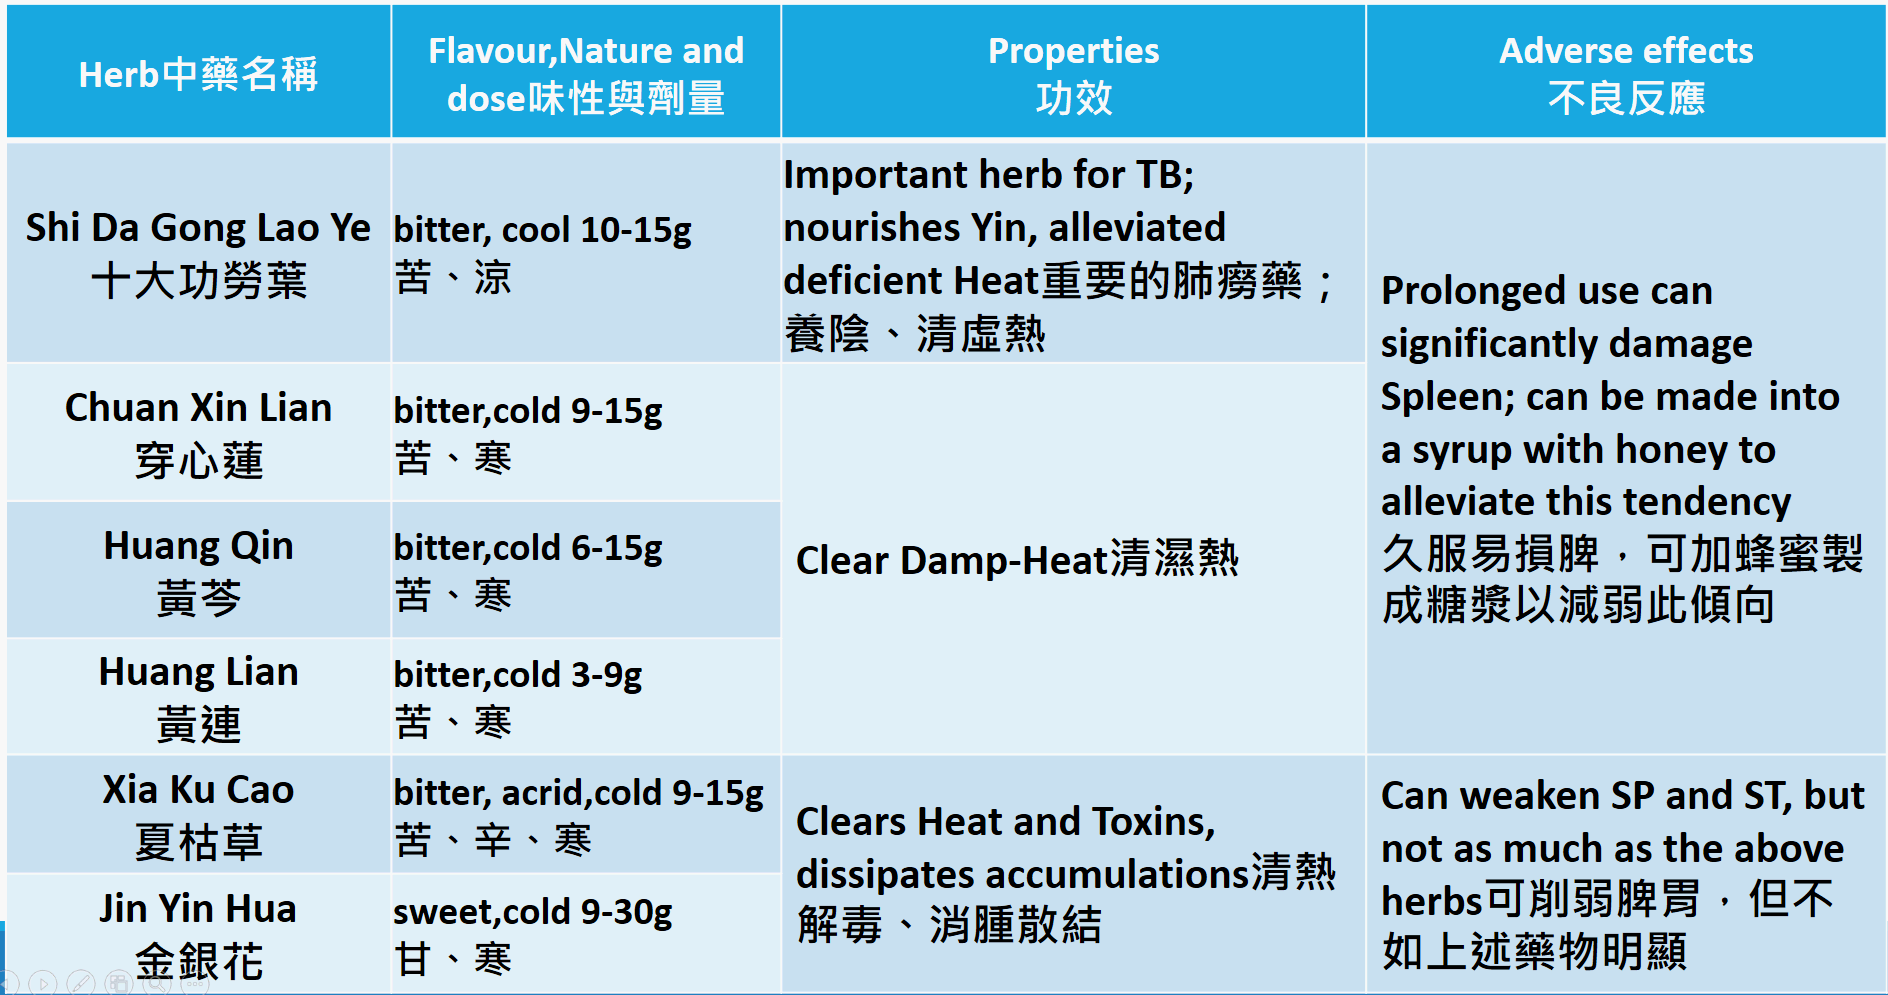 Herb中藥名稱
Flavour,Nature and
dose味性與劑量
Properties
功效
Adverse effects
不良反應
Shi Da Gong Lao Ye
十大功勞葉
bitter, cool 10-15g
苦、涼
Important herb for TB;
nourishes Yin, alleviated
deficient Heat重要的肺癆藥；
養陰、清虛熱
Prolonged use can
significantly damage
Spleen; can be made into
a syrup with honey to
alleviate this tendency
久服易損脾，可加蜂蜜製
成糖漿以減弱此傾向
Chuan Xin Lian
穿心蓮
bitter,cold 9-15g
苦、寒
Clear Damp-Heat清濕熱
Huang Qin
黃芩
bitter,cold 6-15g
苦、寒
Huang Lian
黃連
bitter,cold 3-9g
苦、寒
Xia Ku Cao
夏枯草
bitter, acrid,cold 9-15g
苦、辛、寒
Clears Heat and Toxins,
dissipates accumulations清熱
解毒、消腫散結
Can weaken SP and ST, but
not as much as the above
herbs可削弱脾胃，但不
如上述藥物明顯
Jin Yin Hua
金銀花
sweet,cold 9-30g
甘、寒